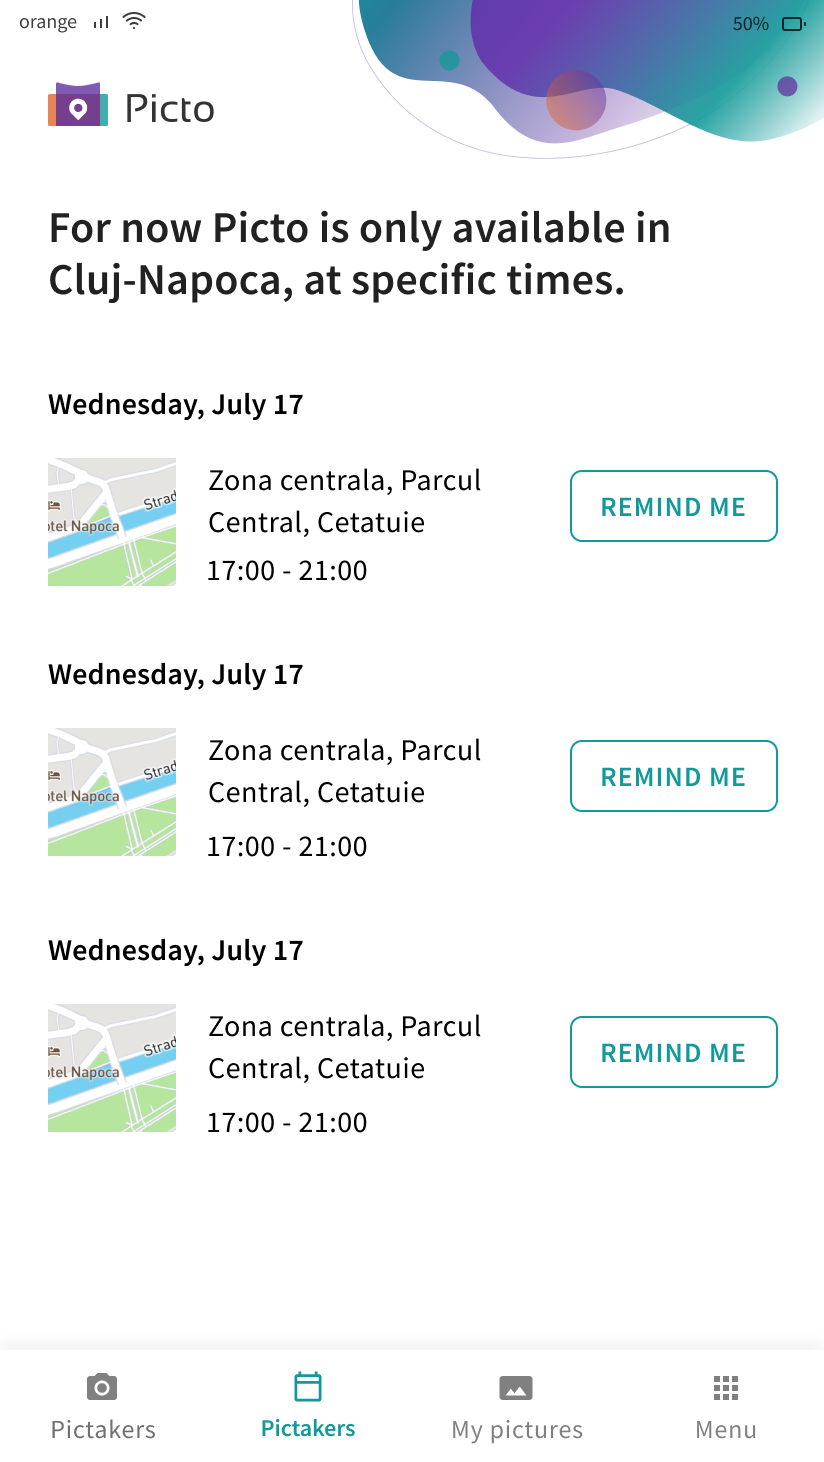 orange
50%
Picto
For now Picto is only available in
Cluj-Napoca, at specific times.
Wednesday, July 17
Strad
otel Napoca
Zona centrala, Parcul
Central, Cetatuie
17:00 - 21:00
REMIND ME
Wednesday, July 17
Strad
otel Napoca
Zona centrala, Parcul
Central, Cetatuie
17:00 - 21:00
REMIND ME
Wednesday, July 17
Strad
otel Napoca
Zona centrala, Parcul
Central, Cetatuie
17:00 - 21:00
REMIND ME
Pictakers
Pictakers
My pictures
Menu